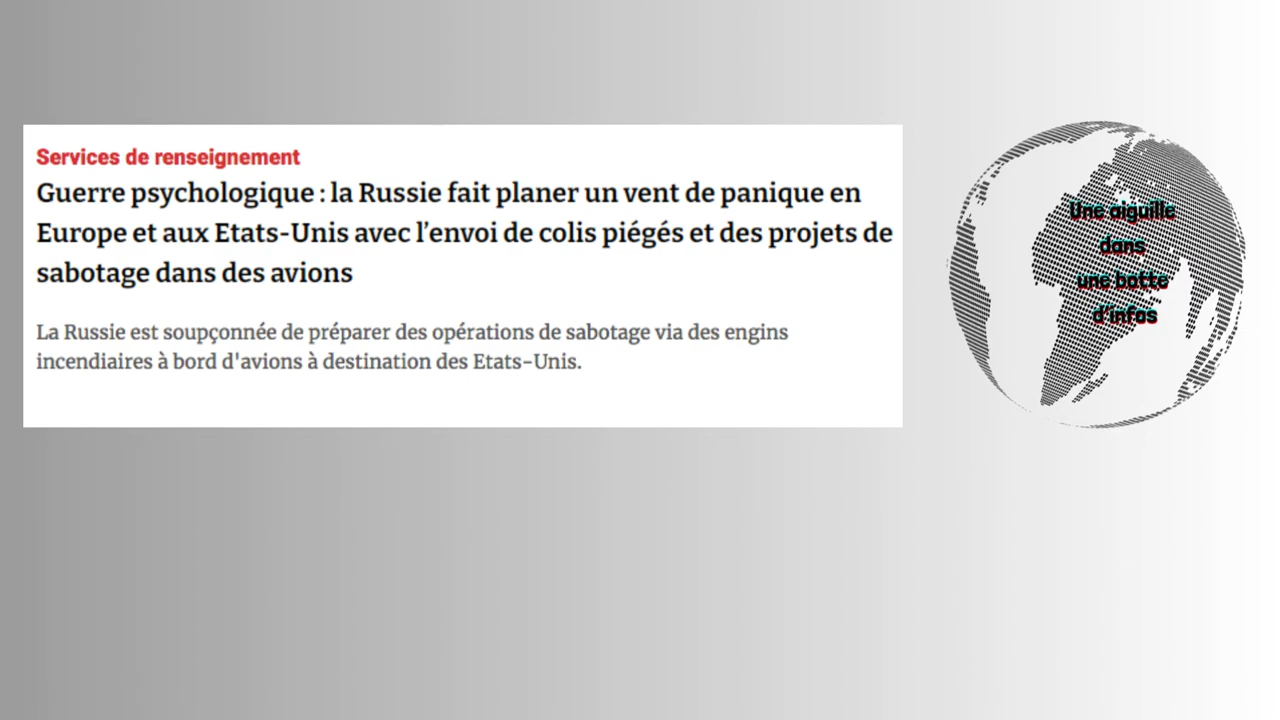 Services de renseignement
Guerre psychologique : la Russie fait planer un vent de panique en
Europe et aux Etats-Unis avec l’envoi de colis piégés et des projets de
sabotage dans des avions
La Russie est soupçonnée de préparer des opérations de sabotage via des engins
incendiaires à bord d'avions à destination des Etats-Unis.
Une aiguille
dans
une botte
d'infos